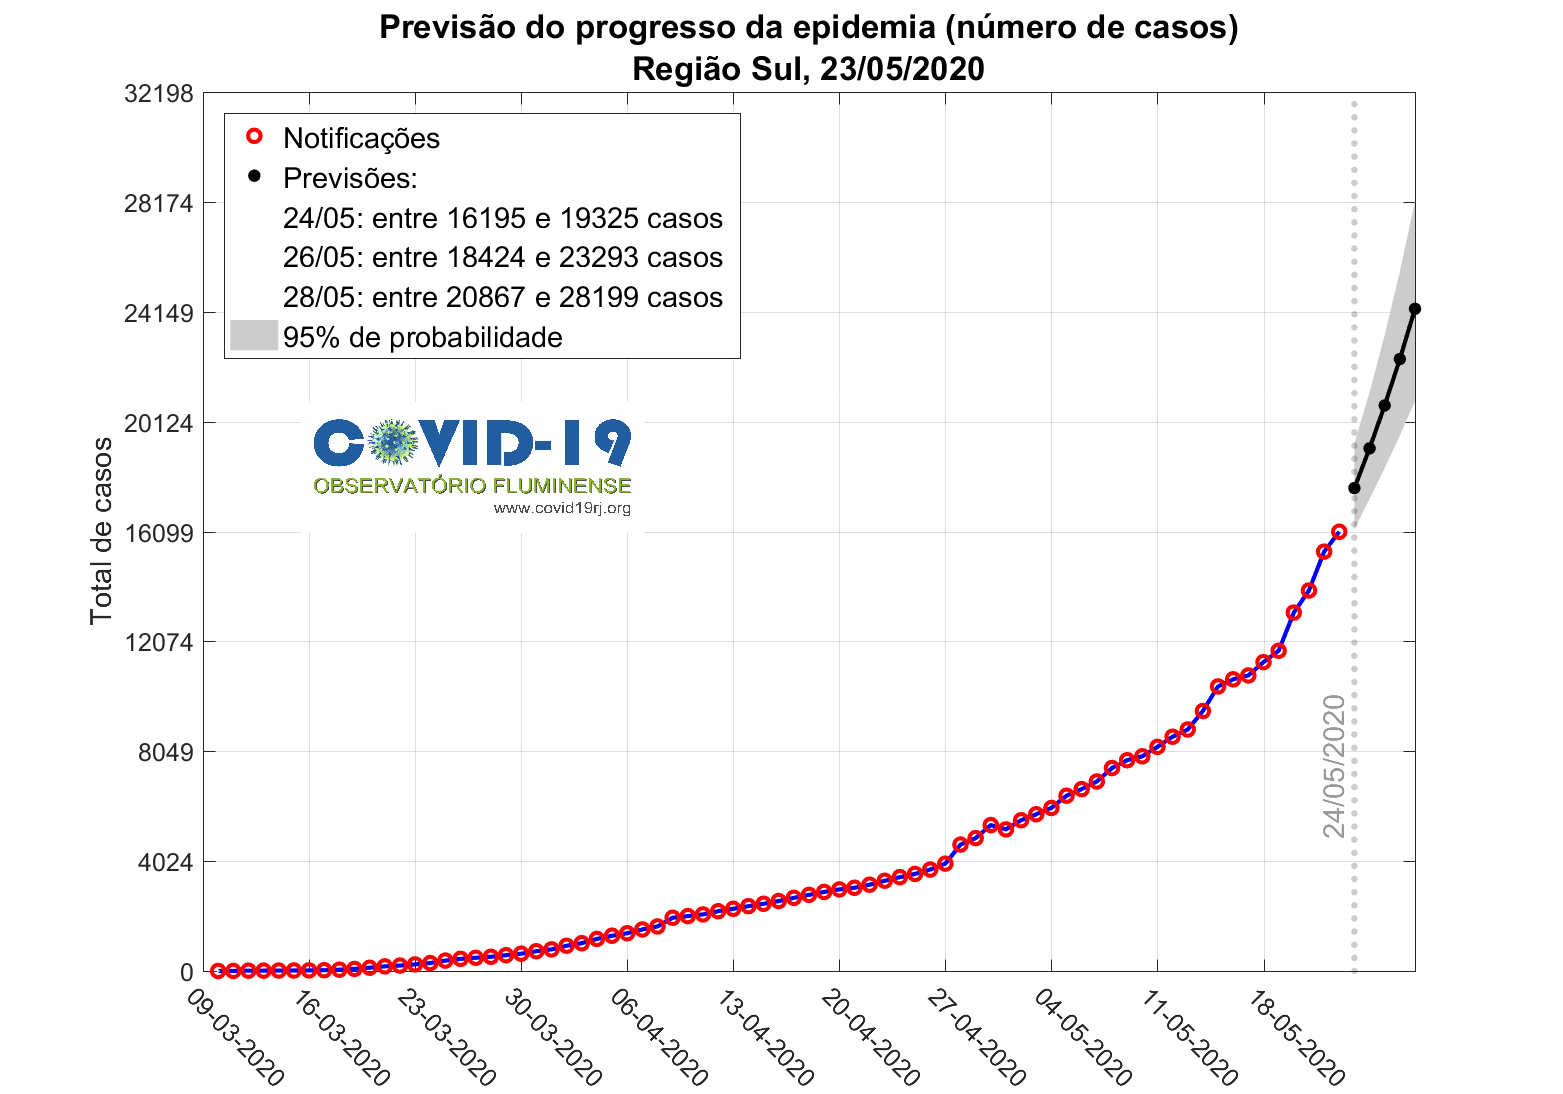 Previsão do progresso da epidemia (número de casos)
Região Sul, 23/05/2020
32198
28174
24149
20124
16099
12074
8049
4024
0
Total de casos
Notificações
Previsões:
24/05: entre 16195 e 19325 casos
26/05: entre 18424 e 23293 casos
28/05: entre 20867 e 28199 casos
95% de probabilidade
COVID-19
OBSERVATÓRIO FLUMINENSE
www.covid19rj.org
24/05/2020
09-03-2020
16-03-2020
23-03-2020
30-03-2020
06-04-2020
13-04-2020
20-04-2020
27-04-2020
04-05-2020
11-05-2020
18-05-2020